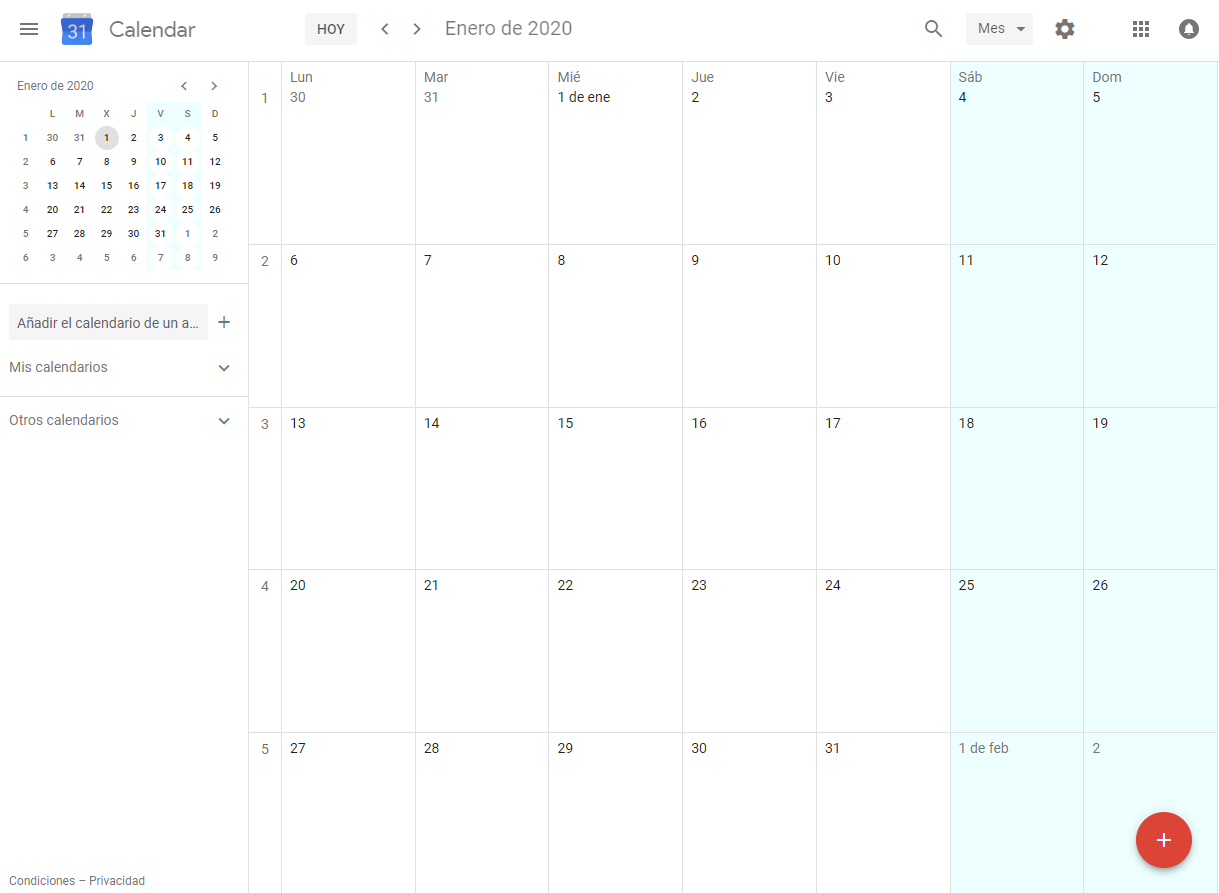 31 Calendar HOY Enero de 2020 Mes
Enero de 2020
L M X J V S D
1 30 31 1 2 3 4 5
2 6 7 8 9 10 11 12
3 13 14 15 16 17 18 19
4 20 21 22 23 24 25 26
5 27 28 29 30 31 1 2
6 3 4 5 6 7 8 9
Añadir el calendario de un a...
Mis calendarios
Otros calendarios
Condiciones – Privacidad
Lun Mar Mié Jue Vie Sáb Dom
1 30 31 1 de ene 2 3 4 5
2 6 7 8 9 10 11 12
3 13 14 15 16 17 18 19
4 20 21 22 23 24 25 26
5 27 28 29 30 31 1 de feb 2